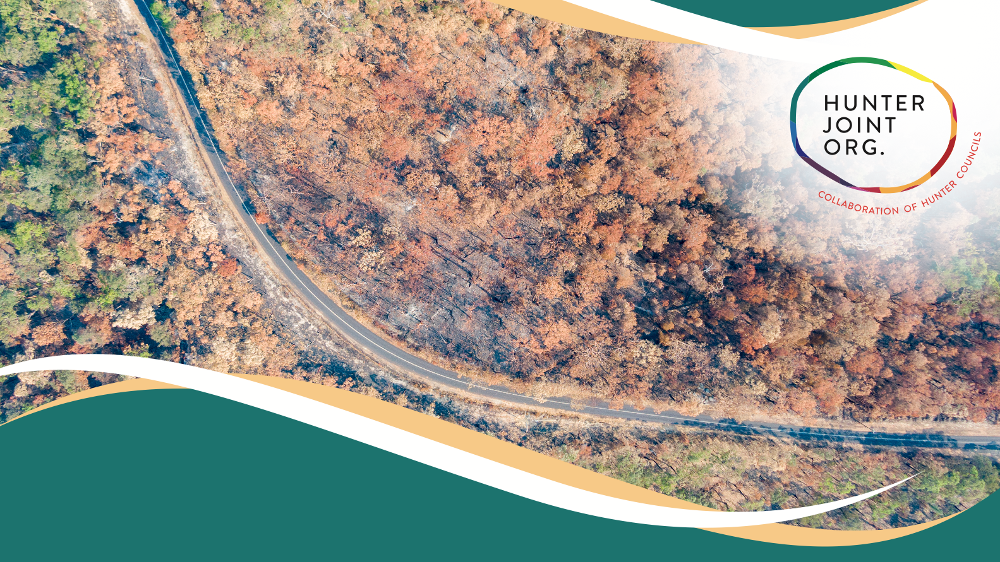 HUNTER
JOINT
ORG.
COLLABORATION OF HUNTER COUNCILS